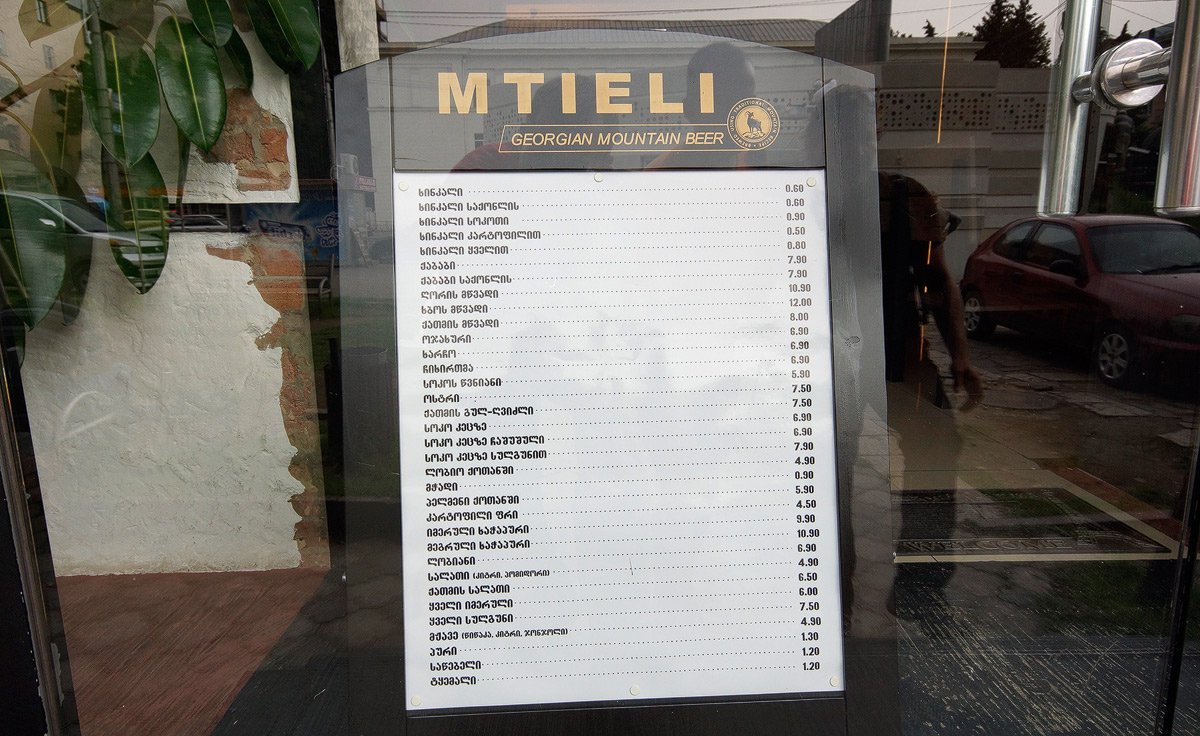 MTIELI
GEORGIAN MOUNTAIN BEER
ხინკალი 0.60
ხინკალი საქონლის 0.60
ხინკალი სოკოთი 0.90
ხინკალი კარტოფილით 0.50
ხინკალი ყველით 0.80
ქაბაბი 7.90
ქაბაბი საქონლის 7.90
ღორის მწვადი 10.90
ხბოს მწვადი 12.00
ქათმის მწვადი 8.00
ოჯახური 6.90
ხარჩო 6.90
ჩიხირთმა 6.90
სოკოს წვნიანი 5.90
ოსტრი 7.50
ქათმის გულ-ღვიძლი 7.50
სოკო კეცზე 6.90
სოკო კეცზე ჩაშუშული 6.90
სოკო კეცზე სულგუნით 7.90
ლობიო ქოთანში 4.90
მჭადი 0.90
პელმენი ქოთანში 5.90
კარტოფილი ფრი 4.50
იმერული ხაჭაპური 9.90
მეგრული ხაჭაპური 10.90
ლობიანი 6.90
სალათი (კიტრი, პომიდორი) 4.90
ქათმის სალათი 6.50
ყველი იმერული 6.00
ყველი სულგუნი 7.50
მჟავე (წიწაკა, კიტრი, ჯონჯოლი) 4.90
პური 1.30
საწებელი 1.20
ტყემალი 1.20